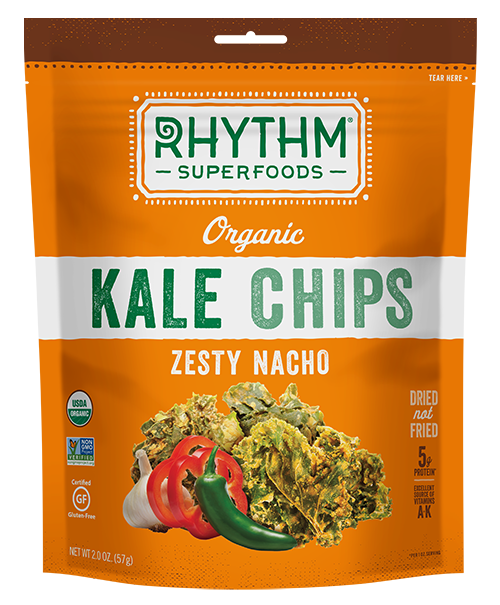 TEAR HERE >
RHYTHM®
— SUPERFOODS —
Organic
KALE CHIPS
ZESTY NACHO
USDA
ORGANIC
NON
GMO
Project
VERIFIED
Certified
GF
Gluten-Free
DRIED
not
FRIED
5g
PROTEIN*
EXCELLENT
SOURCE OF
VITAMINS
A·K
NET WT 2.0 OZ. (57g)
*PER 1 OZ. SERVING